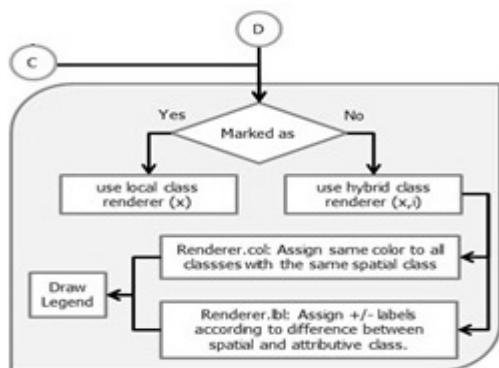 D
C
Yes
No
Marked as
use local class
renderer (x)
use hybrid class
renderer (x,i)
Renderer.col: Assign same color to all
classses with the same spatial class
Draw
Legend
Renderer.lbl: Assign +/- labels
according to difference between
spatial and attributive class.